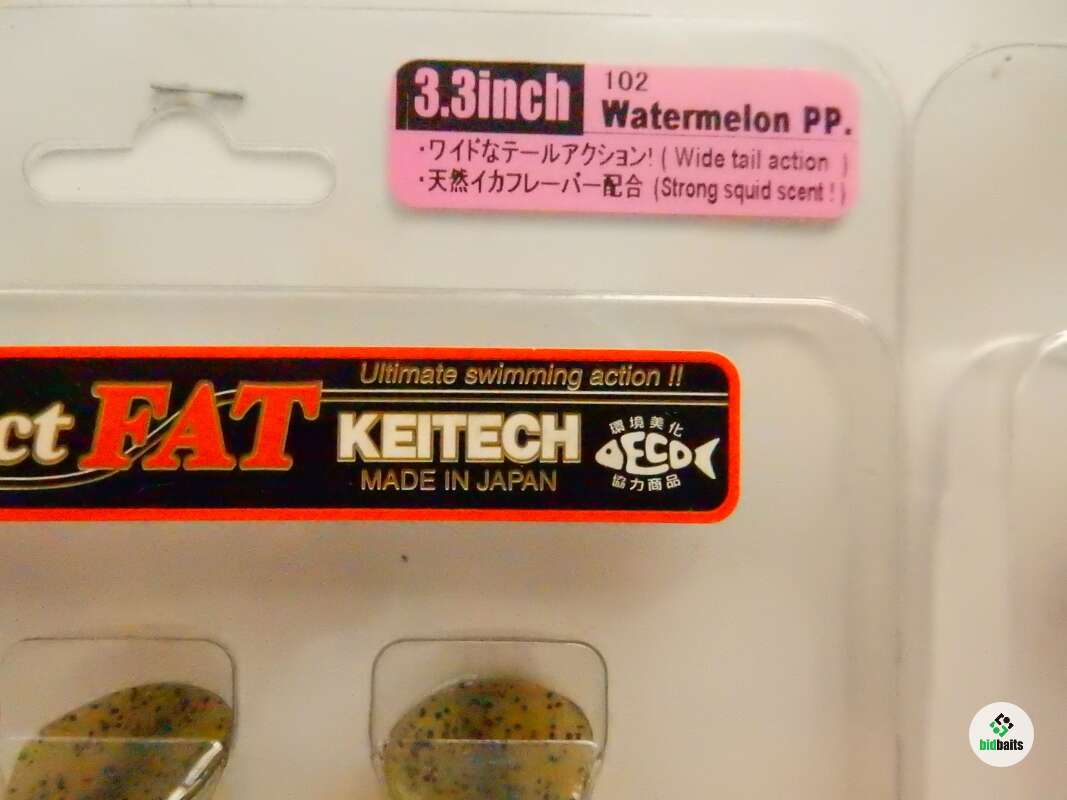 3.3inch
102
Watermelon PP.
・ワイドなテールアクション! ( Wide tail action )
・天然イカフレーバー配合 (Strong squid scent ! )
Ultimate swimming action !!
ct FAT
KEITECH
MADE IN JAPAN
環境美化
ECO
協力商品
bidbaits